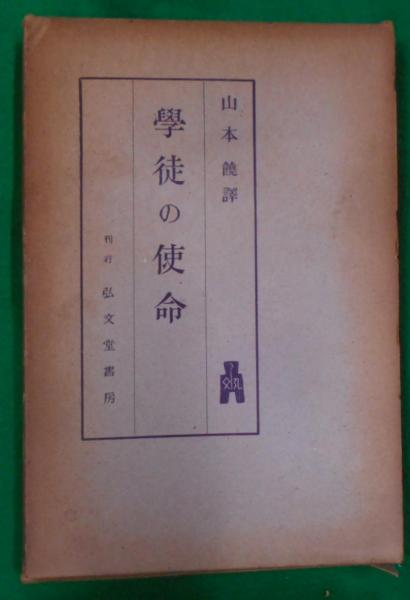 山本饒譯
學徒の使命
刊行 弘文堂書房